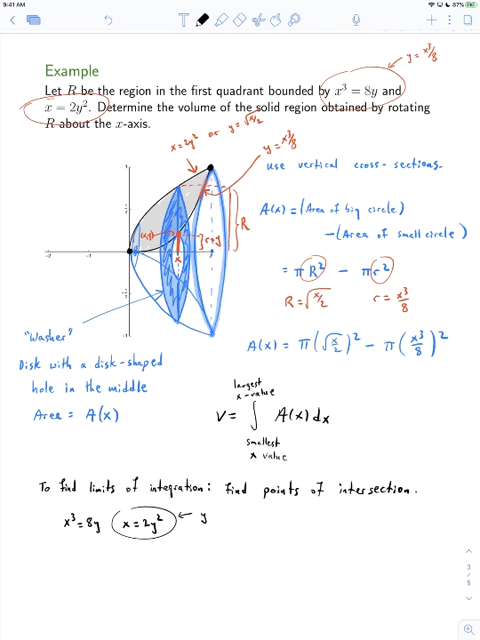 9:41 AM
87%
y = x³/8
Example
Let R be the region in the first quadrant bounded by x³ = 8y and
x = 2y². Determine the volume of the solid region obtained by rotating
R about the x-axis.
x = 2y² or y = √x/2
y = x³/8
use vertical cross-sections.
A(x) = (Area of big circle)
- (Area of small circle)
= πR² - πr²
R = √x/2 r = x³/8
A(x) = π(√x/2)² - π(x³/8)²
1
R
r=y
x
-2 -1
-1
"Washer"
Disk with a disk-shaped
hole in the middle
Area = A(x)
largest
x-value
V = ∫ A(x) dx
smallest
x value
To find limits of integration: find points of intersection.
x³ = 8y x = 2y² ← y
3
/
5